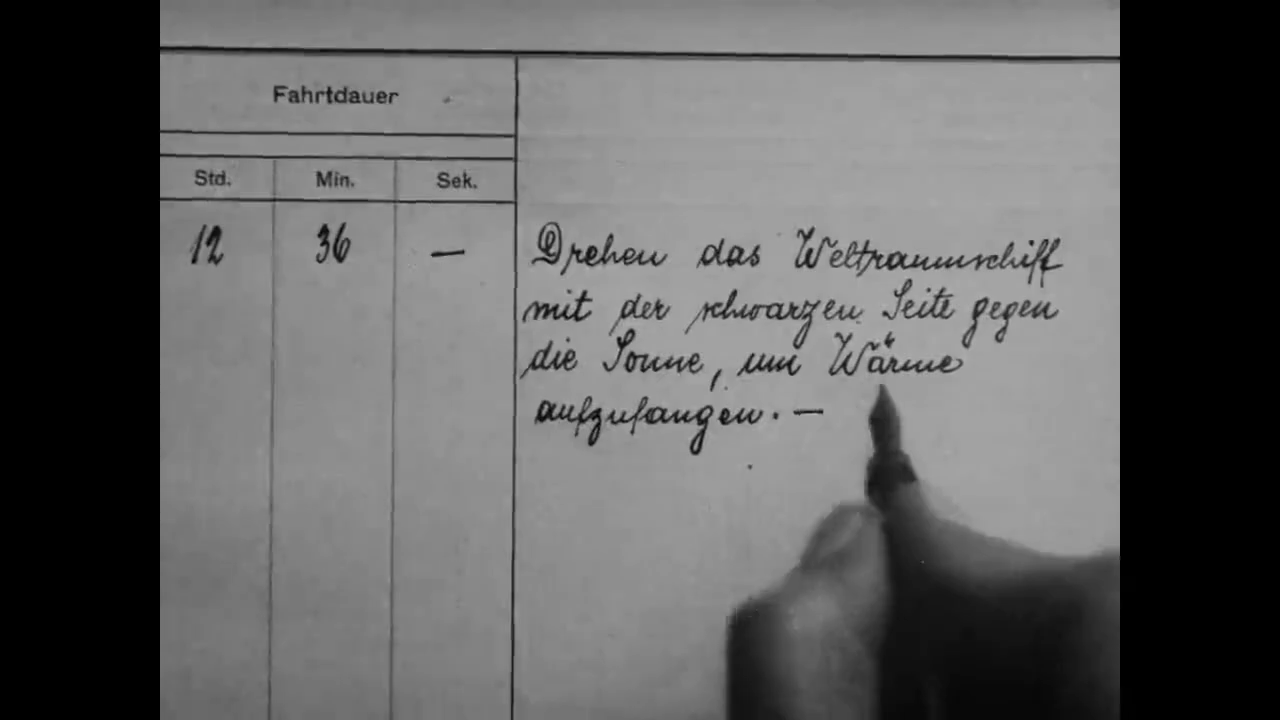 Fahrtdauer
Std. Min. Sek.
12 36 —
Drehen das Weltraumschiff
mit der schwarzen Seite gegen
die Sonne, um Wärme
aufzufangen. —